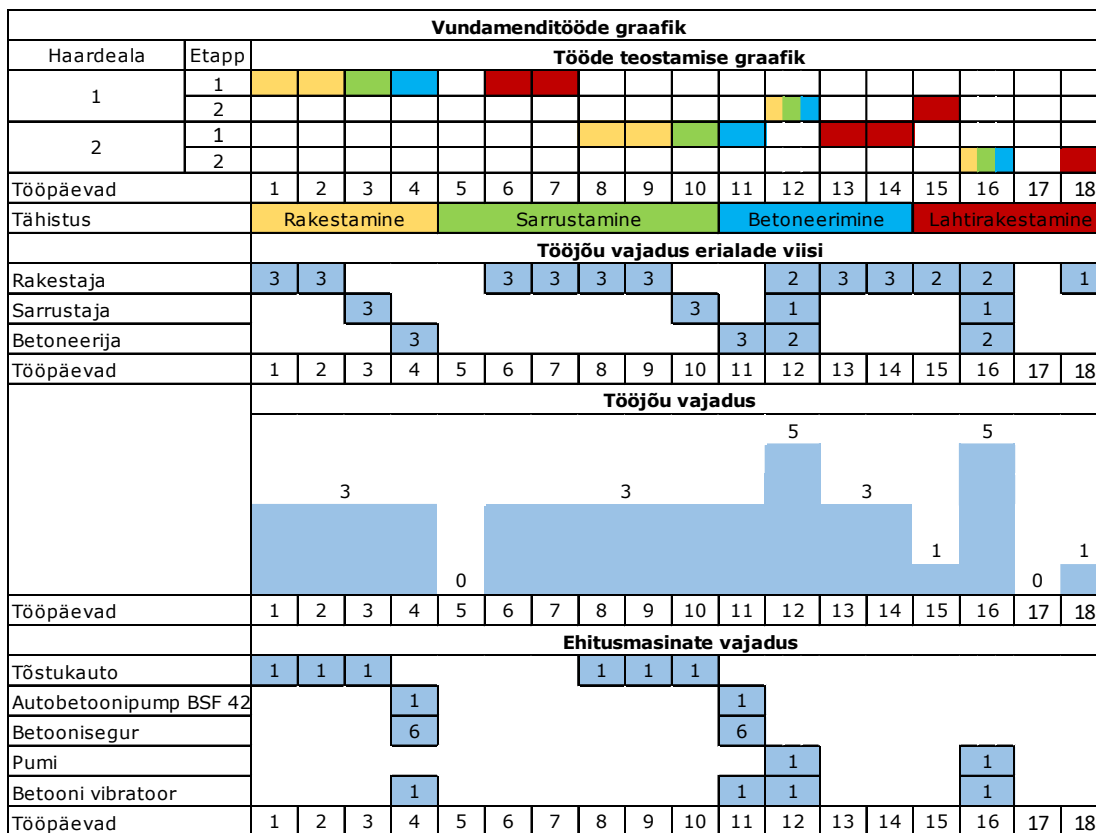 Vundamenditööde graafik
Haardeala Etapp Tööde teostamise graafik
1 1
2
2 1
2
Tööpäevad 1 2 3 4 5 6 7 8 9 10 11 12 13 14 15 16 17 18
Tähistus Rakestamine Sarrustamine Betoneerimine Lahtirakestamine
Tööjõu vajadus erialade viisi
Rakestaja 3 3 3 3 3 3 2 3 3 2 2 1
Sarrustaja 3 3 1 1
Betoneerija 3 3 2 2
Tööpäevad 1 2 3 4 5 6 7 8 9 10 11 12 13 14 15 16 17 18
Tööjõu vajadus
5 5
3 3 3
1 1
0 0
Tööpäevad 1 2 3 4 5 6 7 8 9 10 11 12 13 14 15 16 17 18
Ehitusmasinate vajadus
Tõstukauto 1 1 1 1 1 1
Autobetoonipump BSF 42 1 1
Betoonisegur 6 6
Pumi 1 1
Betooni vibratoor 1 1 1 1
Tööpäevad 1 2 3 4 5 6 7 8 9 10 11 12 13 14 15 16 17 18